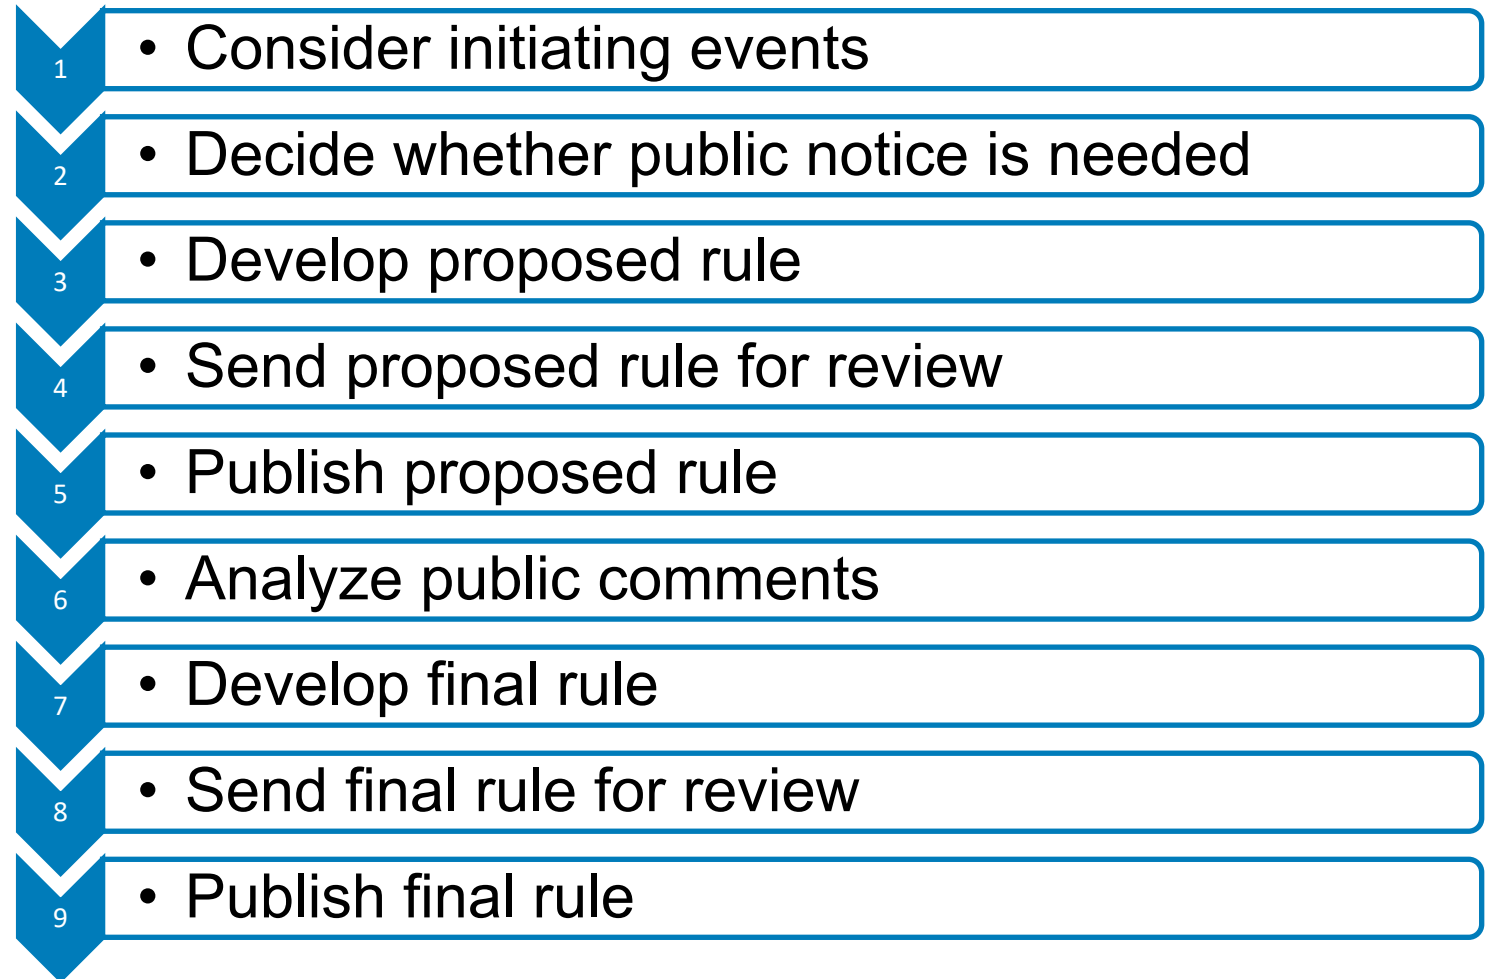 1 • Consider initiating events
2 • Decide whether public notice is needed
3 • Develop proposed rule
4 • Send proposed rule for review
5 • Publish proposed rule
6 • Analyze public comments
7 • Develop final rule
8 • Send final rule for review
9 • Publish final rule